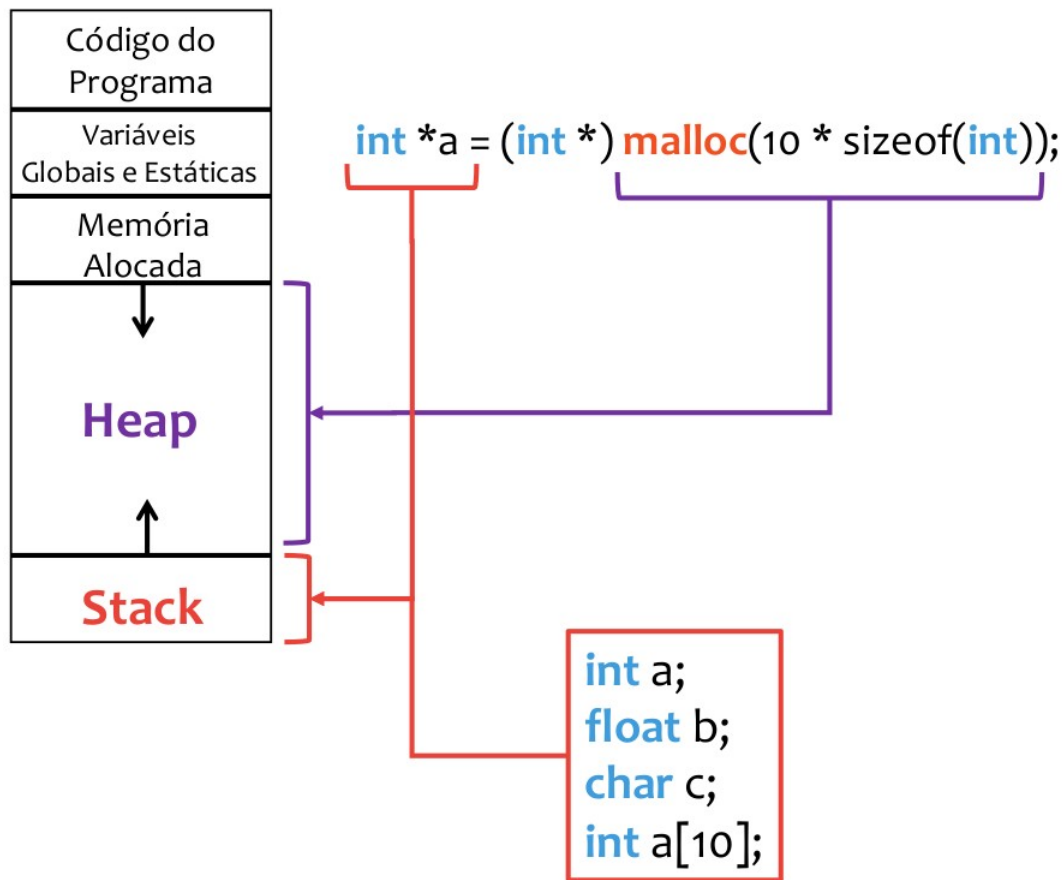 Código do
Programa
Variáveis
Globais e Estáticas
Memória
Alocada
Heap
Stack
int *a = (int *) malloc(10 * sizeof(int));
int a;
float b;
char c;
int a[10];